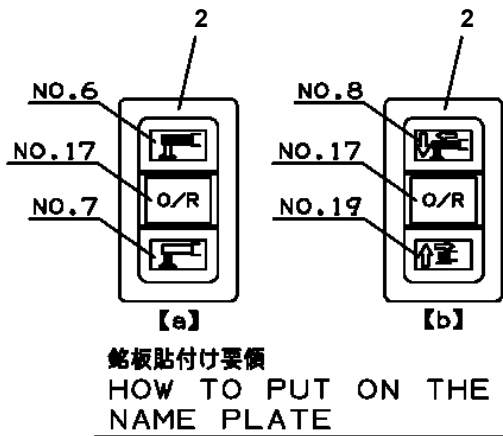 2 2
NO.6 NO.8
NO.17 O/R NO.17 O/R
NO.7 NO.19
【a】 【b】
銘板貼付け要領
HOW TO PUT ON THE
NAME PLATE